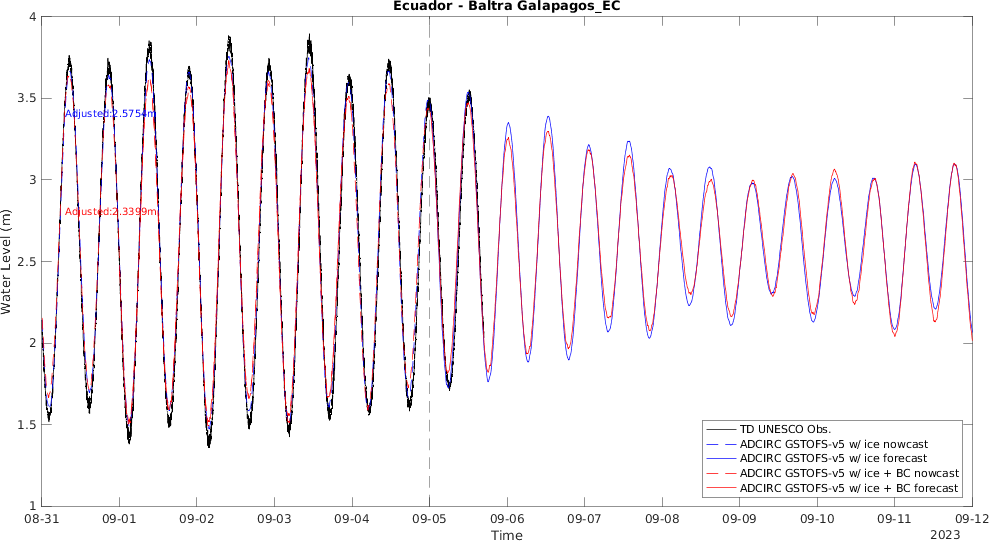 Ecuador - Baltra Galapagos_EC
4
3.5
3
2.5
2
1.5
1
Water Level (m)
Adjusted:2.5754m
Adjusted:2.3399m
TD UNESCO Obs.
ADCIRC GSTOFS-v5 w/ ice nowcast
ADCIRC GSTOFS-v5 w/ ice forecast
ADCIRC GSTOFS-v5 w/ ice + BC nowcast
ADCIRC GSTOFS-v5 w/ ice + BC forecast
08-31 09-01 09-02 09-03 09-04 09-05 09-06 09-07 09-08 09-09 09-10 09-11 09-12
Time
2023